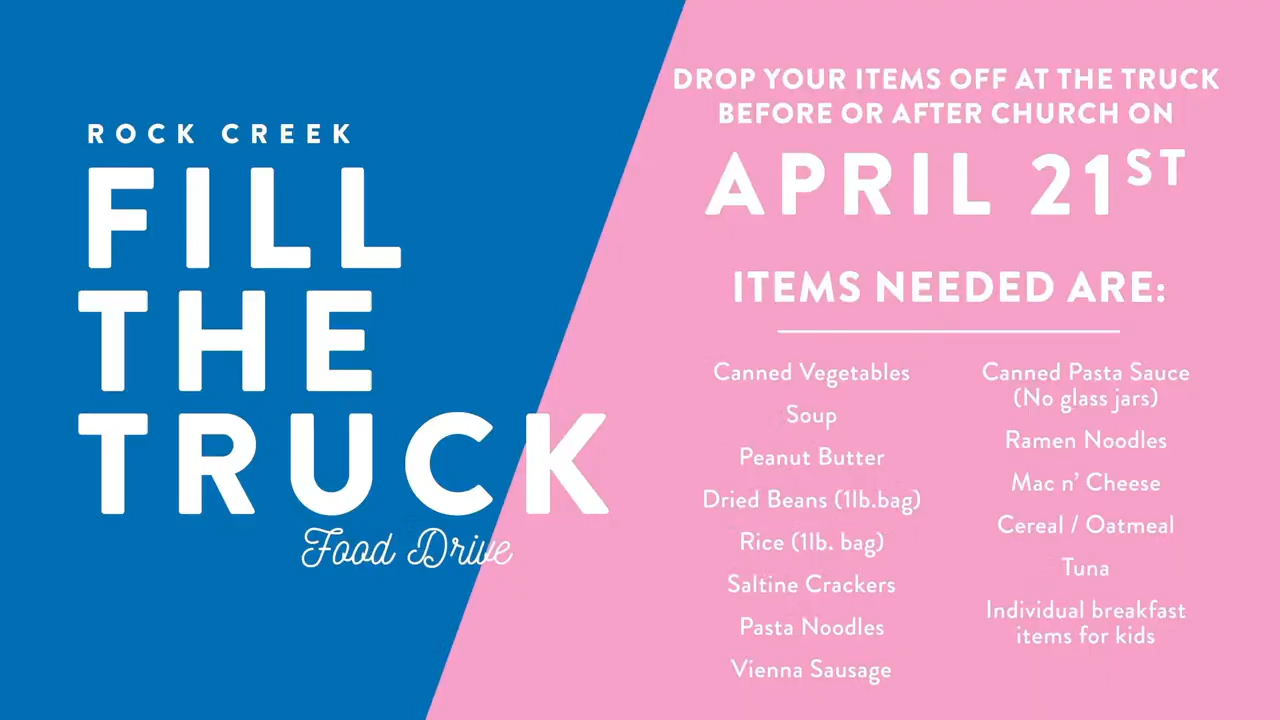 ROCK CREEK
FILL
THE
TRUCK
Food Drive
DROP YOUR ITEMS OFF AT THE TRUCK
BEFORE OR AFTER CHURCH ON
APRIL 21ST
ITEMS NEEDED ARE:
Canned Vegetables
Soup
Peanut Butter
Dried Beans (1lb.bag)
Rice (1lb. bag)
Saltine Crackers
Pasta Noodles
Vienna Sausage
Canned Pasta Sauce
(No glass jars)
Ramen Noodles
Mac n’ Cheese
Cereal / Oatmeal
Tuna
Individual breakfast
items for kids